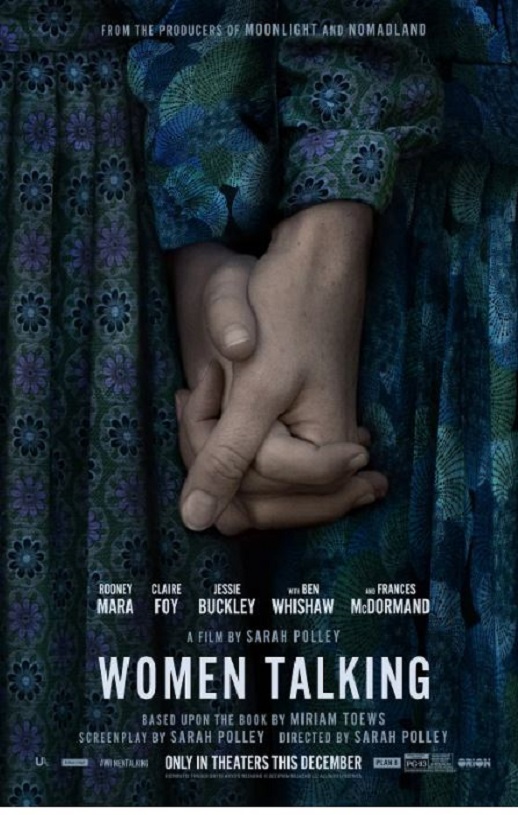 FROM THE PRODUCERS OF MOONLIGHT AND NOMADLAND
ROONEY MARA
CLAIRE FOY
JESSIE BUCKLEY
WITH BEN WHISHAW
AND FRANCES McDORMAND
A FILM BY SARAH POLLEY
WOMEN TALKING
BASED UPON THE BOOK BY MIRIAM TOEWS
SCREENPLAY BY SARAH POLLEY DIRECTED BY SARAH POLLEY
#WOMENTALKING ONLY IN THEATERS THIS DECEMBER PLAN B PG-13 ORION